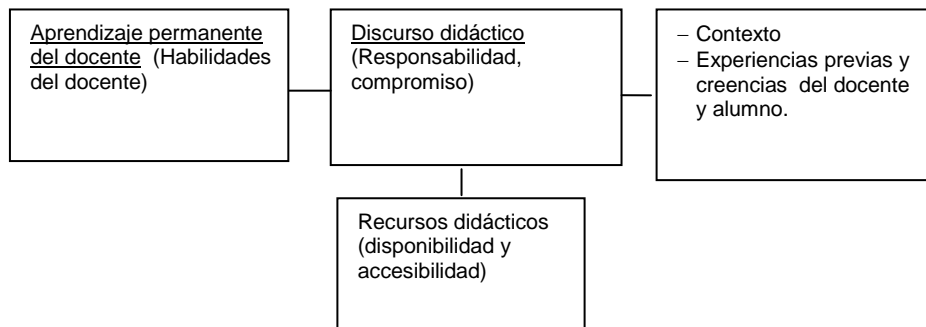 Aprendizaje permanente
del docente (Habilidades
del docente)
Discurso didáctico
(Responsabilidad,
compromiso)
– Contexto
– Experiencias previas y
creencias del docente
y alumno.
Recursos didácticos
(disponibilidad y
accesibilidad)